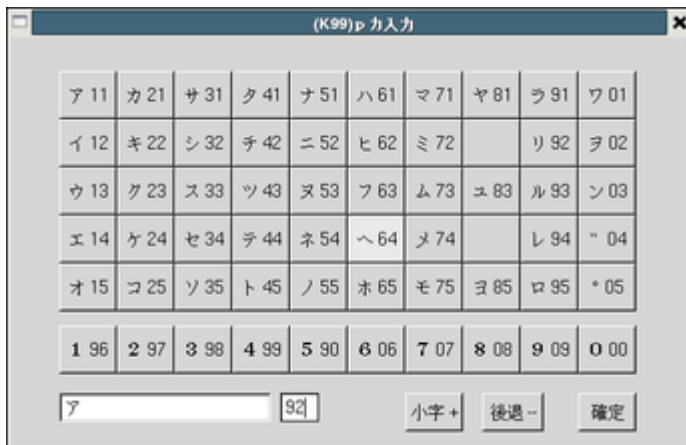 (K99)p カ入力
ア 11 カ 21 サ 31 タ 41 ナ 51 ハ 61 マ 71 ヤ 81 ラ 91 ワ 01
イ 12 キ 22 シ 32 チ 42 ニ 52 ヒ 62 ミ 72 リ 92 ヲ 02
ウ 13 ク 23 ス 33 ツ 43 ヌ 53 フ 63 ム 73 ユ 83 ル 93 ン 03
エ 14 ケ 24 セ 34 テ 44 ネ 54 ヘ 64 メ 74 レ 94 ゛ 04
オ 15 コ 25 ソ 35 ト 45 ノ 55 ホ 65 モ 75 ヨ 85 ロ 95 ゜ 05
1 96 2 97 3 98 4 99 5 90 6 06 7 07 8 08 9 09 0 00
ア 92 小字 + 後退 -- 確定